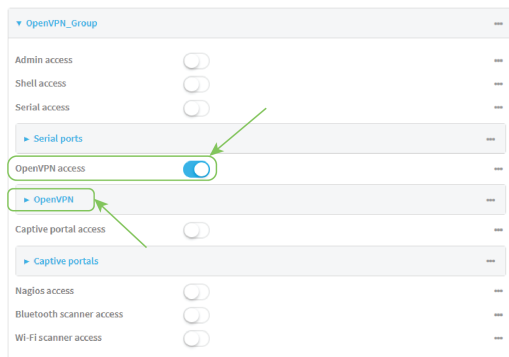 OpenVPN_Group
Admin access
Shell access
Serial access
Serial ports
OpenVPN access
OpenVPN
Captive portal access
Captive portals
Nagios access
Bluetooth scanner access
Wi-Fi scanner access